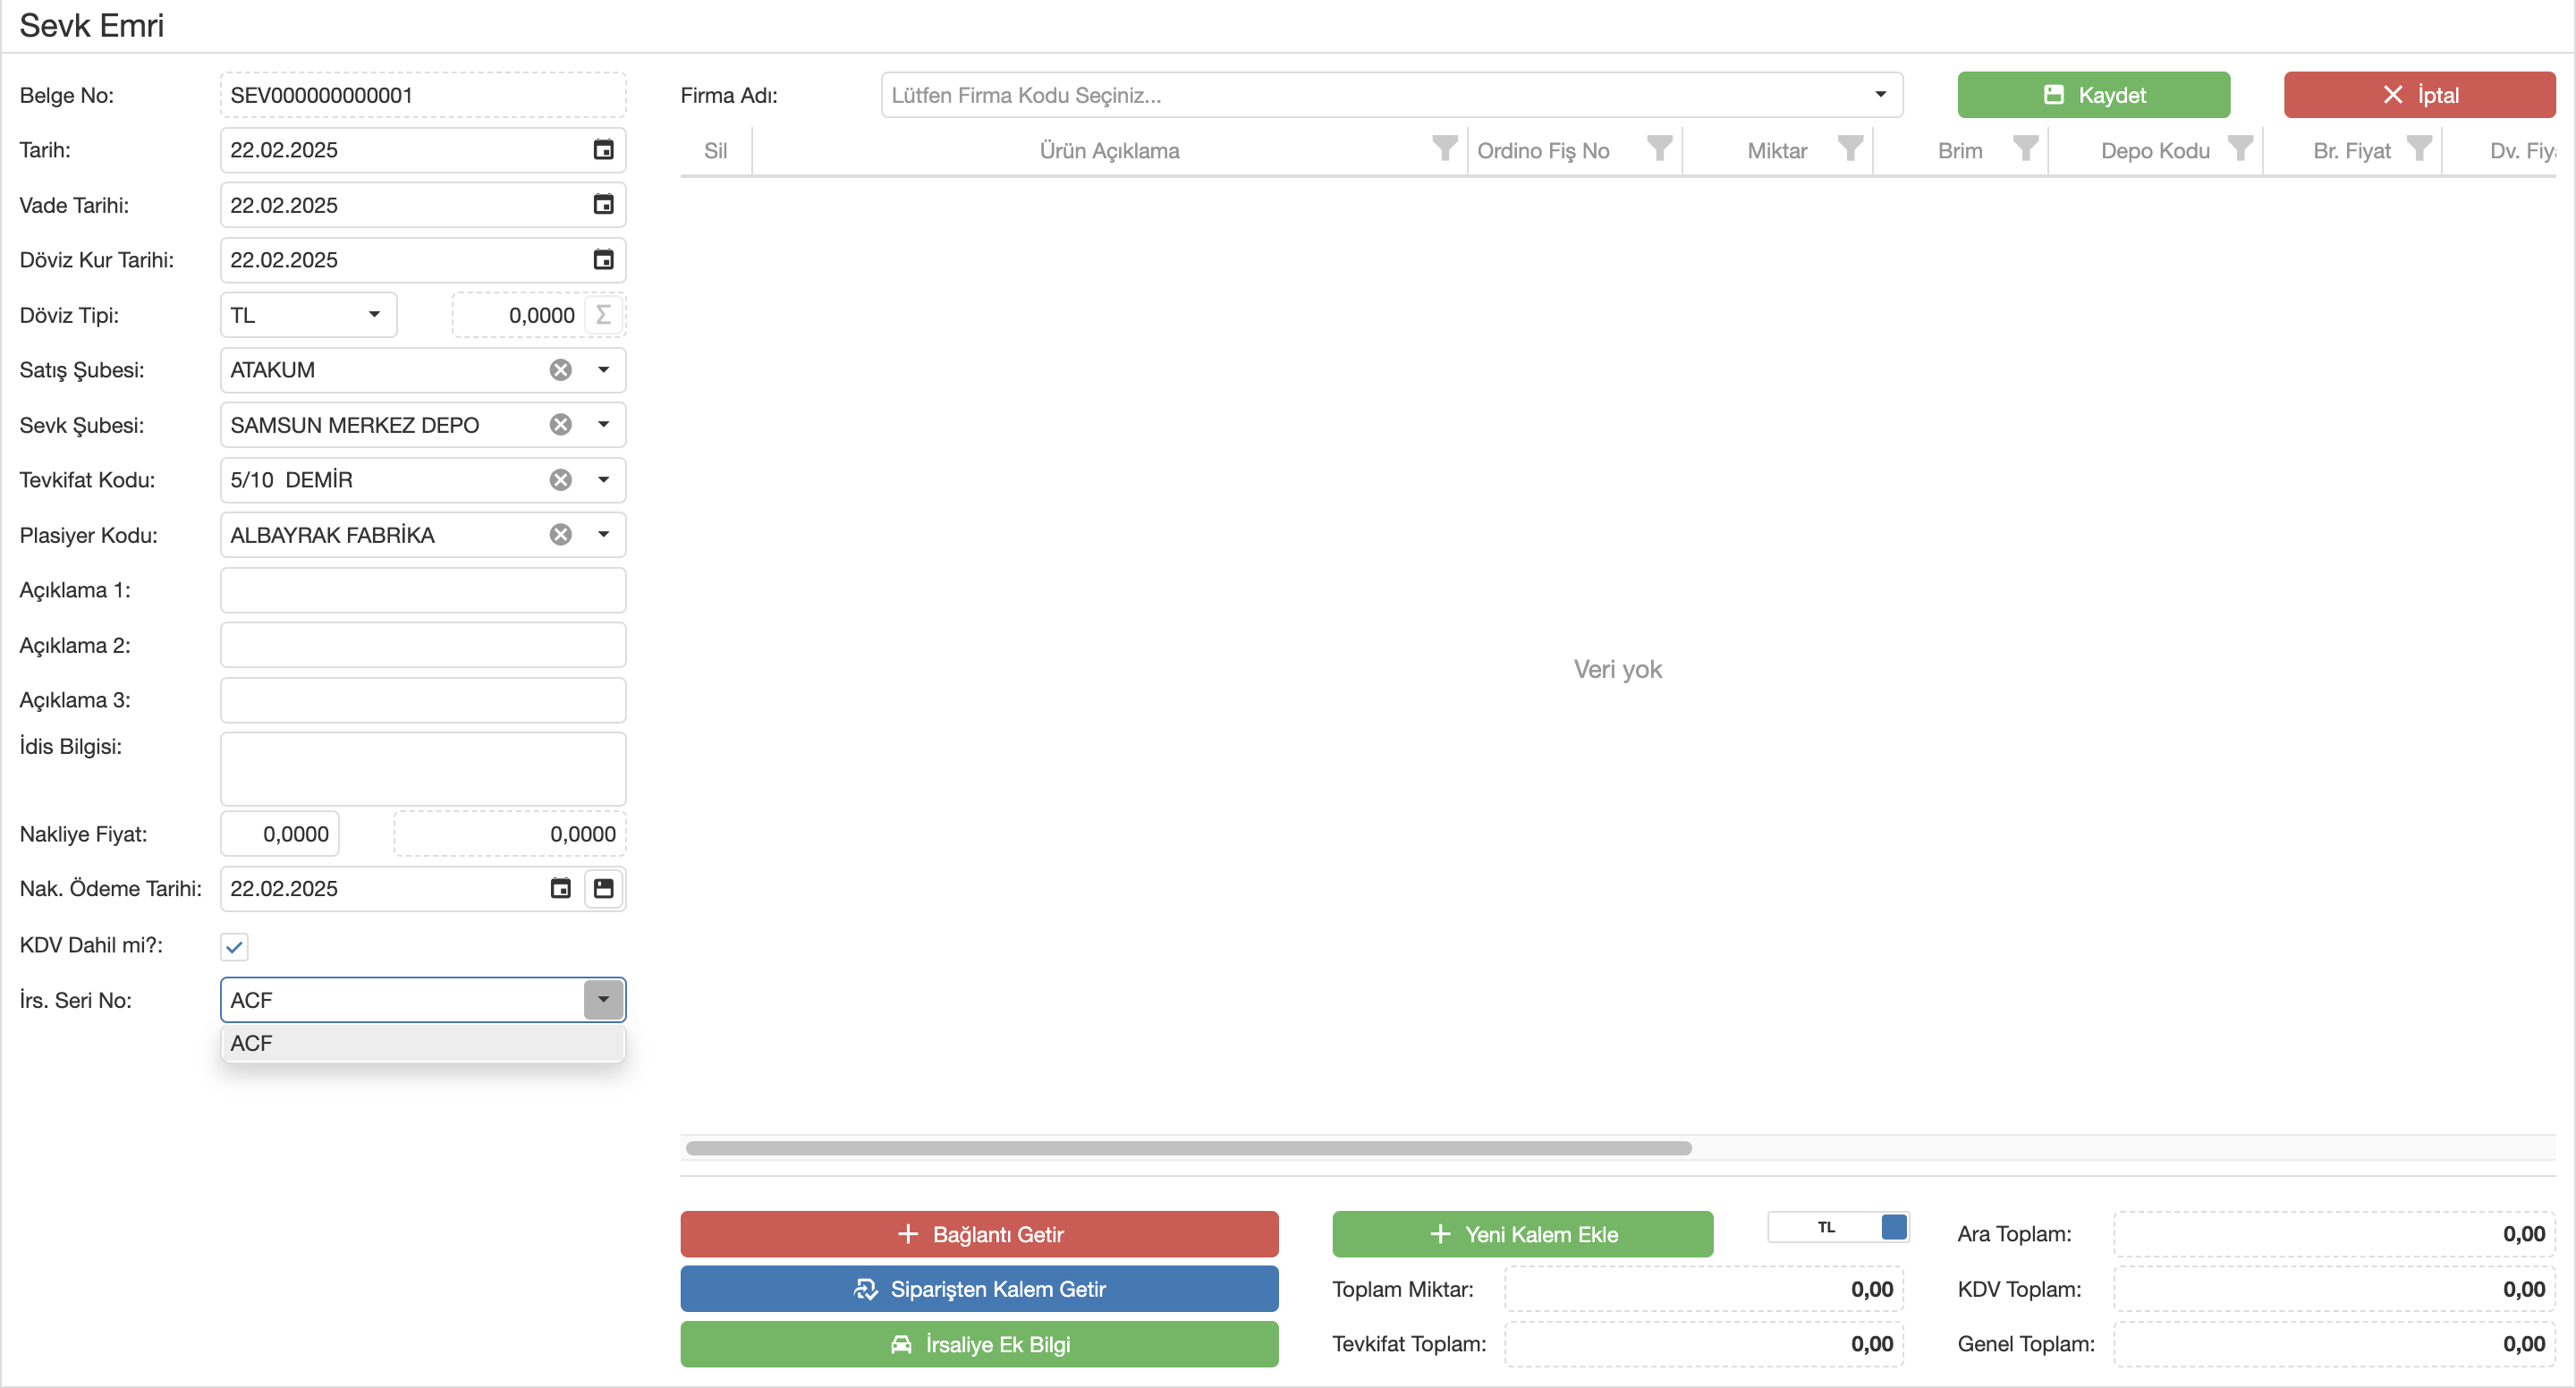 Sevk Emri
Belge No: SEV000000000001
Tarih: 22.02.2025
Vade Tarihi: 22.02.2025
Döviz Kur Tarihi: 22.02.2025
Döviz Tipi: TL 0,0000
Satış Şubesi: ATAKUM
Sevk Şubesi: SAMSUN MERKEZ DEPO
Tevkifat Kodu: 5/10 DEMİR
Plasiyer Kodu: ALBAYRAK FABRİKA
Açıklama 1:
Açıklama 2:
Açıklama 3:
İdis Bilgisi:
Nakliye Fiyat: 0,0000 0,0000
Nak. Ödeme Tarihi: 22.02.2025
KDV Dahil mi?:
İrs. Seri No: ACF
ACF
Firma Adı: Lütfen Firma Kodu Seçiniz... Kaydet İptal
Sil Ürün Açıklama Ordino Fiş No Miktar Brim Depo Kodu Br. Fiyat Dv. Fiy
Veri yok
Bağlantı Getir
Siparişten Kalem Getir
İrsaliye Ek Bilgi
Yeni Kalem Ekle TL
Toplam Miktar: 0,00
Tevkifat Toplam: 0,00
Ara Toplam: 0,00
KDV Toplam: 0,00
Genel Toplam: 0,00